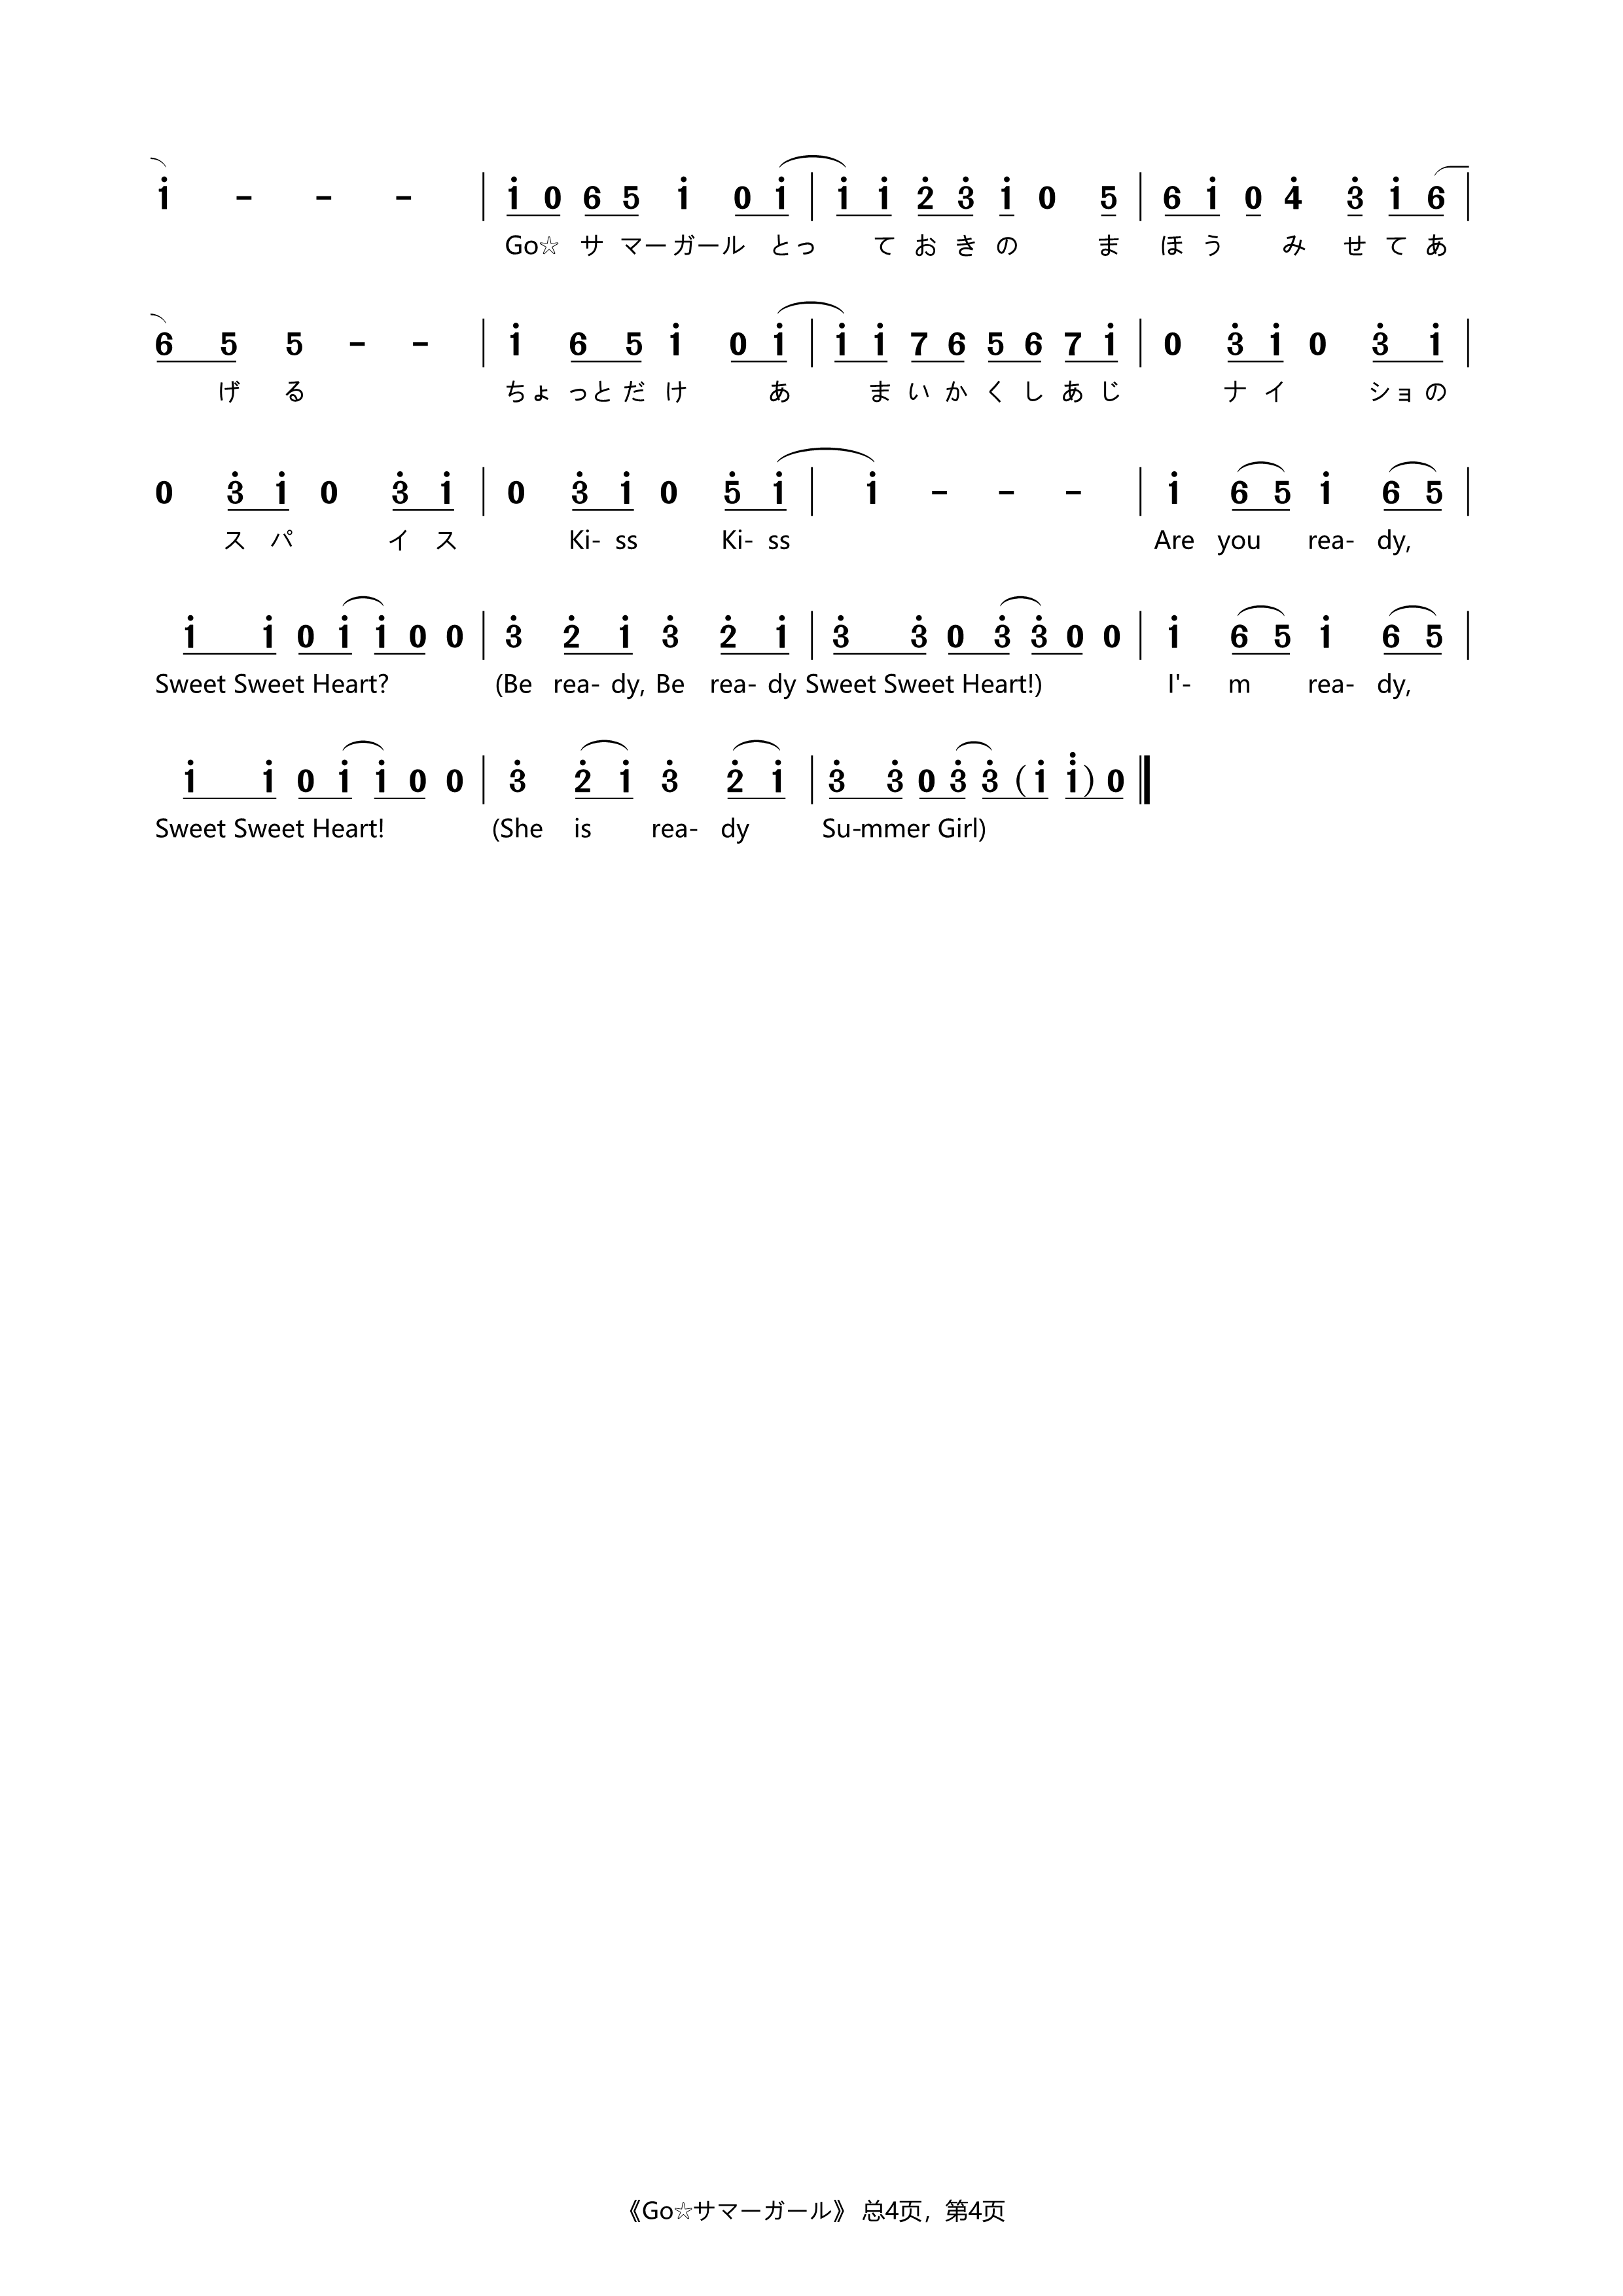 i - - - | i 0 6 5 i 0 i | i i 2̇ 3̇ i 0 5 | 6 i 0 4̇ 3̇ i 6 |
Go☆ サ マーガール とっ て お き の ま ほ う み せ て あ
6 5 5 - - | i 6 5 i 0 i | i i 7 6 5 6 7 i | 0 3̇ i 0 3̇ i |
げ る ちょ っと だ け あ ま い か く し あ じ ナ イ ショ の
0 3̇ i 0 3̇ i | 0 3̇ i 0 5̇ i | i - - - | i 6 5 i 6 5 |
ス パ イ ス Ki- ss Ki- ss Are you rea- dy,
i i 0 i i 0 0 | 3̇ 2̇ i 3̇ 2̇ i | 3̇ 3̇ 0 3̇ 3̇ 0 0 | i 6 5 i 6 5 |
Sweet Sweet Heart? (Be rea- dy, Be rea- dy Sweet Sweet Heart!) I'- m rea- dy,
i i 0 i i 0 0 | 3̇ 2̇ i 3̇ 2̇ i | 3̇ 3̇ 0 3̇ 3̇ (i 1̈) 0 ‖
Sweet Sweet Heart! (She is rea- dy Su-mmer Girl)
《Go☆サマーガール》 总4页，第4页